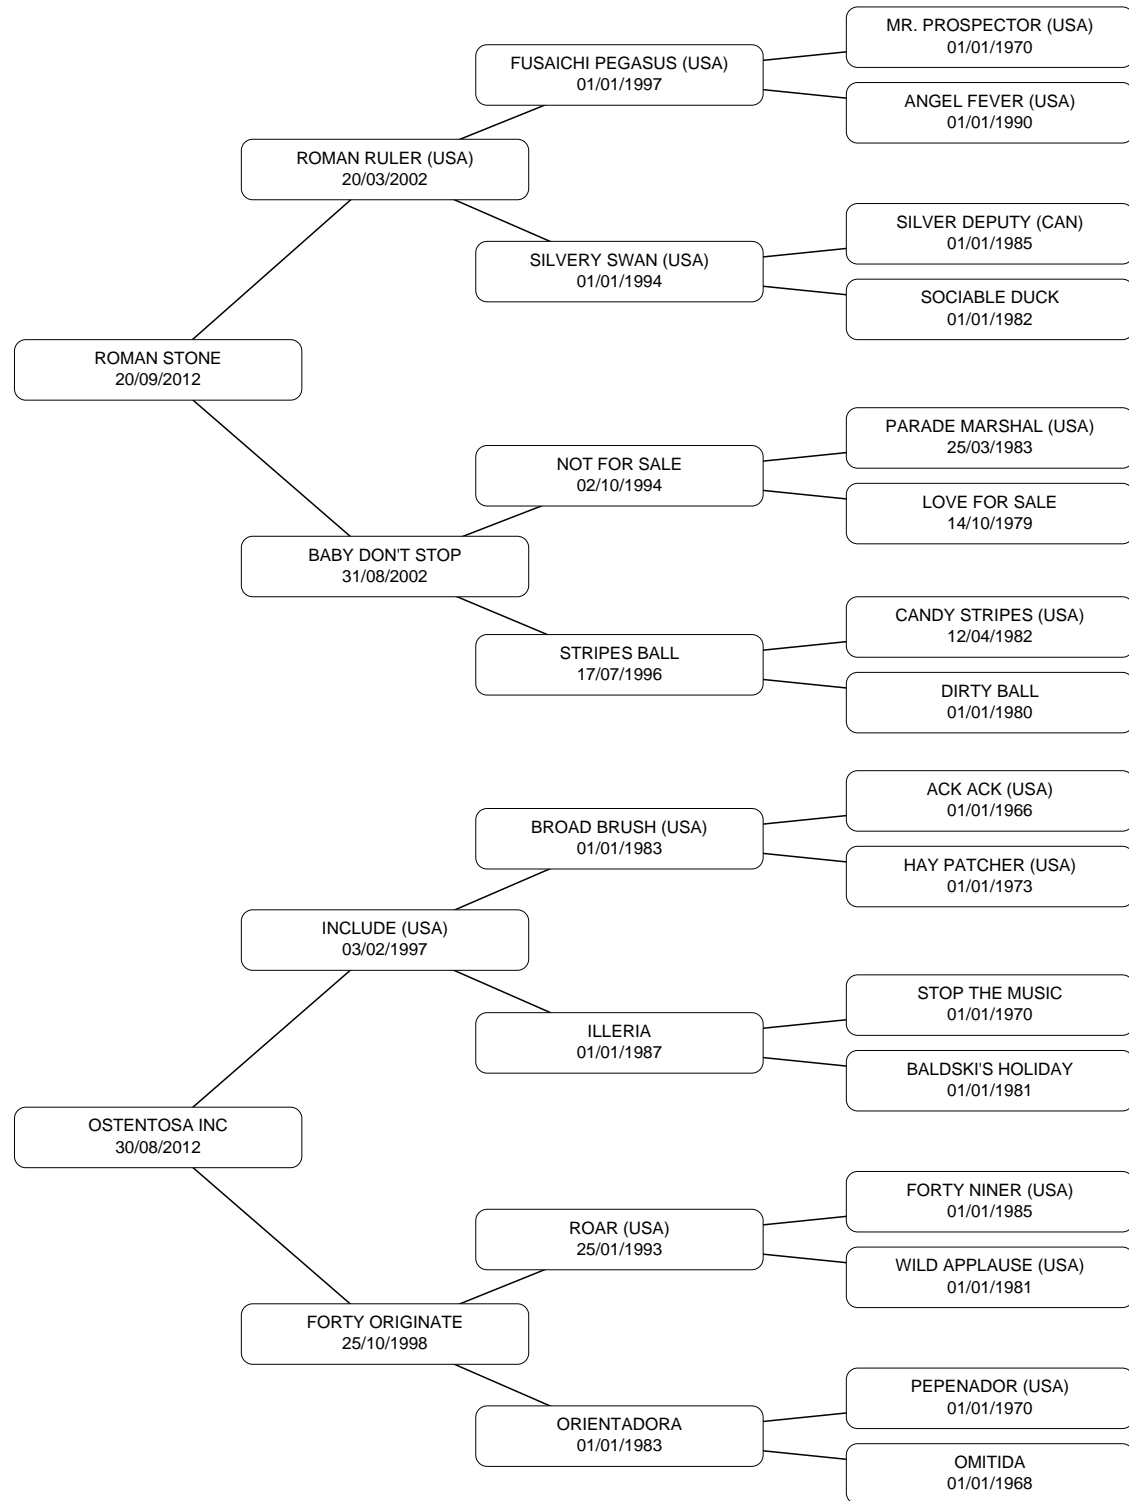 MR. PROSPECTOR (USA)
01/01/1970
FUSAICHI PEGASUS (USA)
01/01/1997
ANGEL FEVER (USA)
01/01/1990
ROMAN RULER (USA)
20/03/2002
SILVER DEPUTY (CAN)
01/01/1985
SILVERY SWAN (USA)
01/01/1994
SOCIABLE DUCK
01/01/1982
ROMAN STONE
20/09/2012
PARADE MARSHAL (USA)
25/03/1983
NOT FOR SALE
02/10/1994
LOVE FOR SALE
14/10/1979
BABY DON'T STOP
31/08/2002
CANDY STRIPES (USA)
12/04/1982
STRIPES BALL
17/07/1996
DIRTY BALL
01/01/1980
ACK ACK (USA)
01/01/1966
BROAD BRUSH (USA)
01/01/1983
HAY PATCHER (USA)
01/01/1973
INCLUDE (USA)
03/02/1997
STOP THE MUSIC
01/01/1970
ILLERIA
01/01/1987
BALDSKI'S HOLIDAY
01/01/1981
OSTENTOSA INC
30/08/2012
FORTY NINER (USA)
01/01/1985
ROAR (USA)
25/01/1993
WILD APPLAUSE (USA)
01/01/1981
FORTY ORIGINATE
25/10/1998
PEPENADOR (USA)
01/01/1970
ORIENTADORA
01/01/1983
OMITIDA
01/01/1968